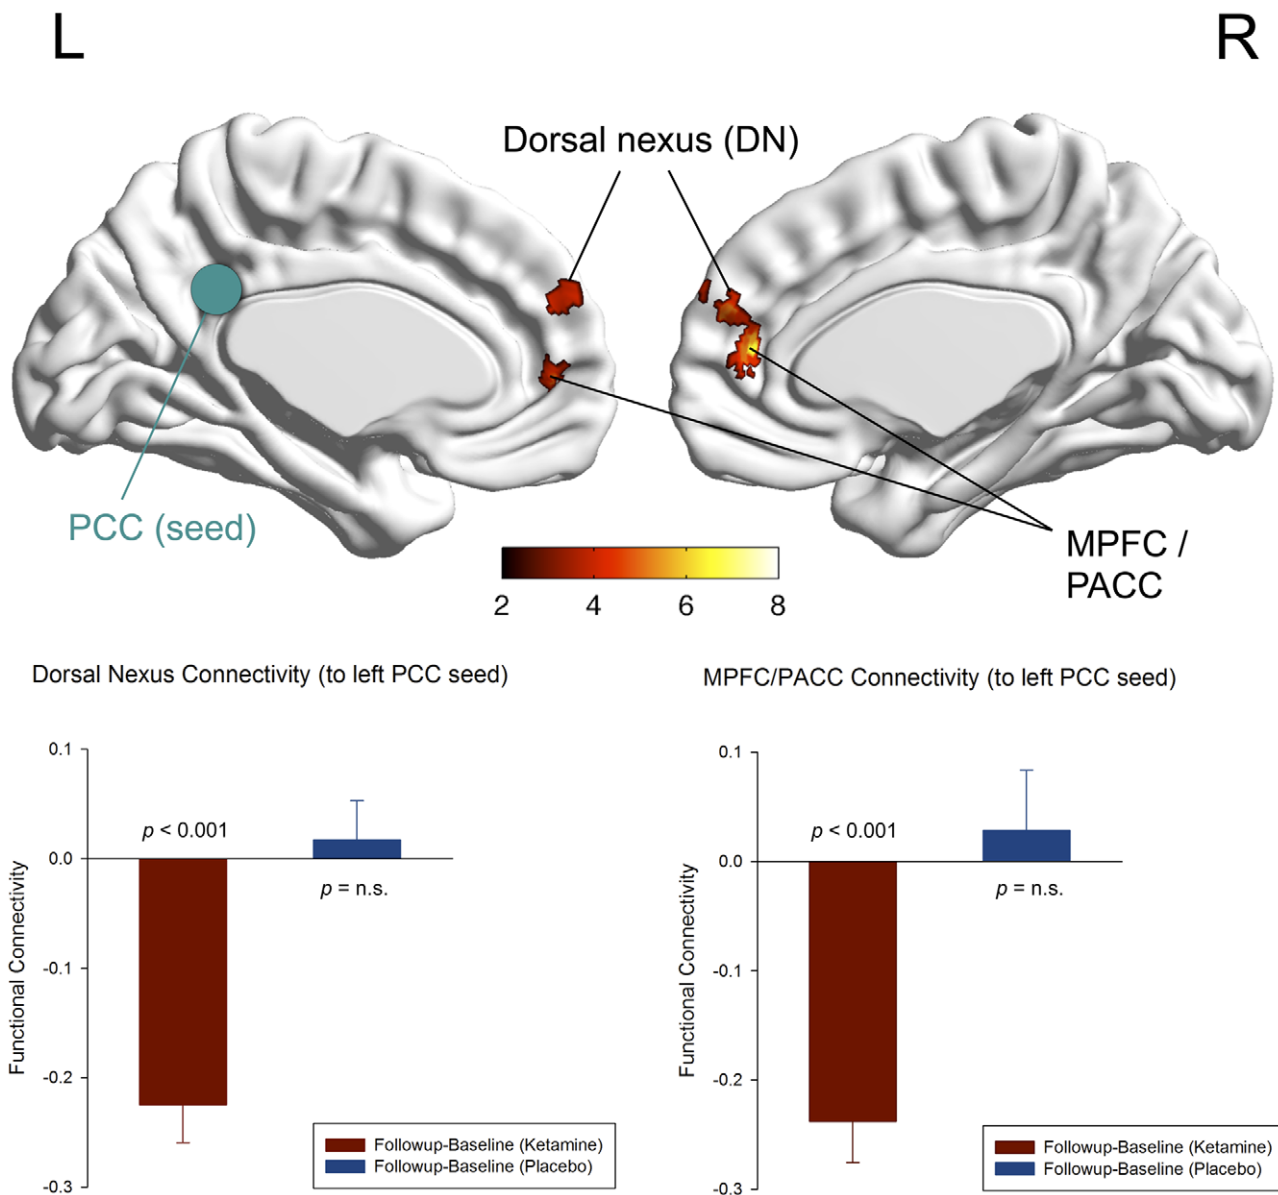 L
R
Dorsal nexus (DN)
PCC (seed)
MPFC /
PACC
2 4 6 8
Dorsal Nexus Connectivity (to left PCC seed)
Functional Connectivity
0.1
0.0
-0.1
-0.2
-0.3
p < 0.001
p = n.s.
Followup-Baseline (Ketamine)
Followup-Baseline (Placebo)
MPFC/PACC Connectivity (to left PCC seed)
Functional Connectivity
0.1
0.0
-0.1
-0.2
-0.3
p < 0.001
p = n.s.
Followup-Baseline (Ketamine)
Followup-Baseline (Placebo)